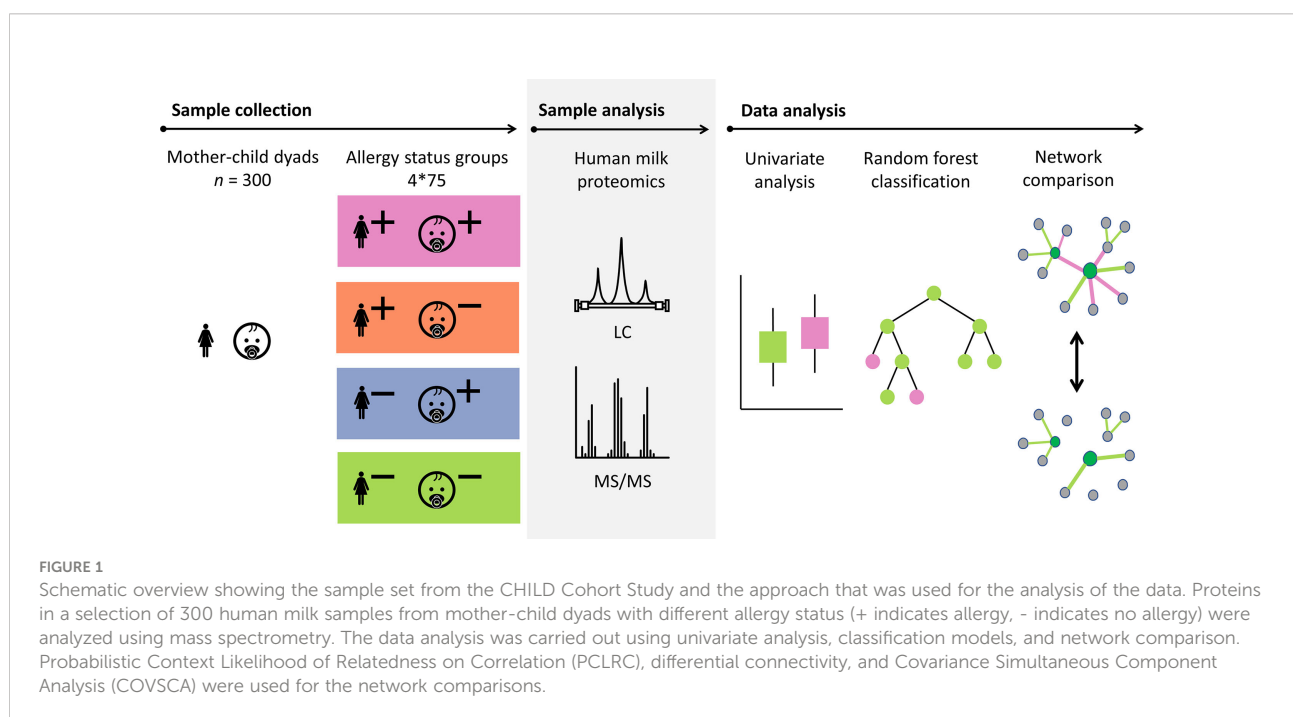 Sample collection
Sample analysis
Data analysis
Mother-child dyads
n = 300
Allergy status groups
4*75
Human milk
proteomics
Univariate
analysis
Random forest
classification
Network
comparison
+ +
+ −
− +
− −
LC
MS/MS
FIGURE 1
Schematic overview showing the sample set from the CHILD Cohort Study and the approach that was used for the analysis of the data. Proteins
in a selection of 300 human milk samples from mother-child dyads with different allergy status (+ indicates allergy, - indicates no allergy) were
analyzed using mass spectrometry. The data analysis was carried out using univariate analysis, classification models, and network comparison.
Probabilistic Context Likelihood of Relatedness on Correlation (PCLRC), differential connectivity, and Covariance Simultaneous Component
Analysis (COVSCA) were used for the network comparisons.